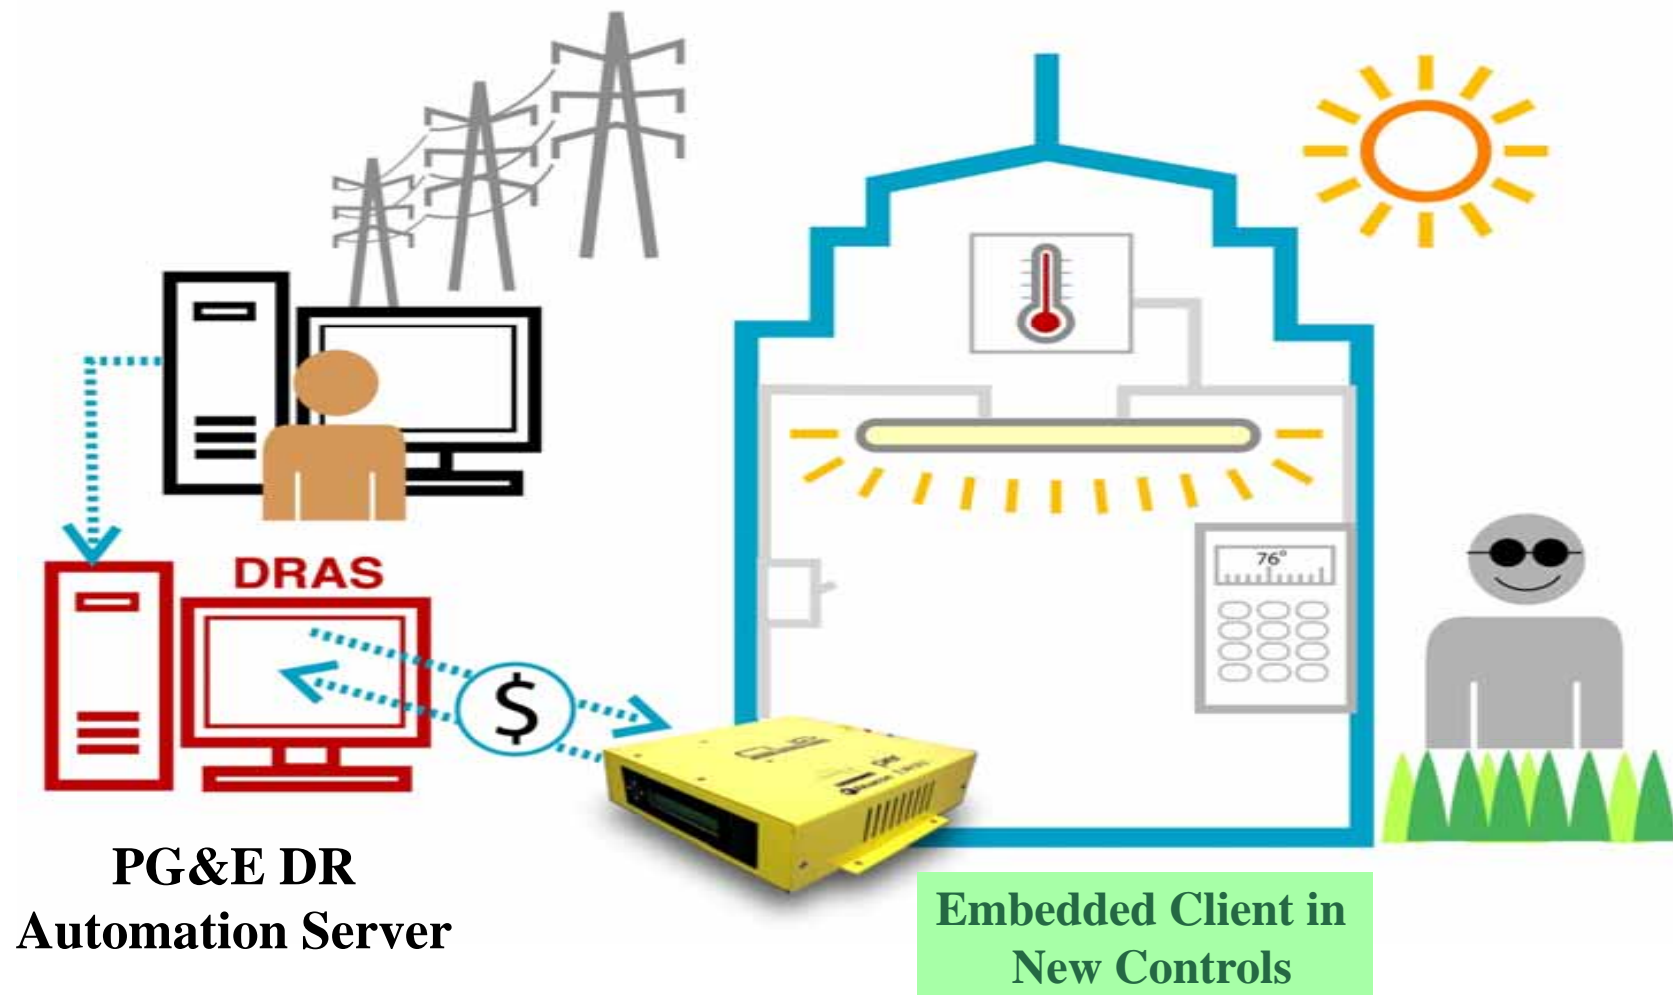 76°
DRAS
$
PG&E DR
Automation Server
Embedded Client in
New Controls